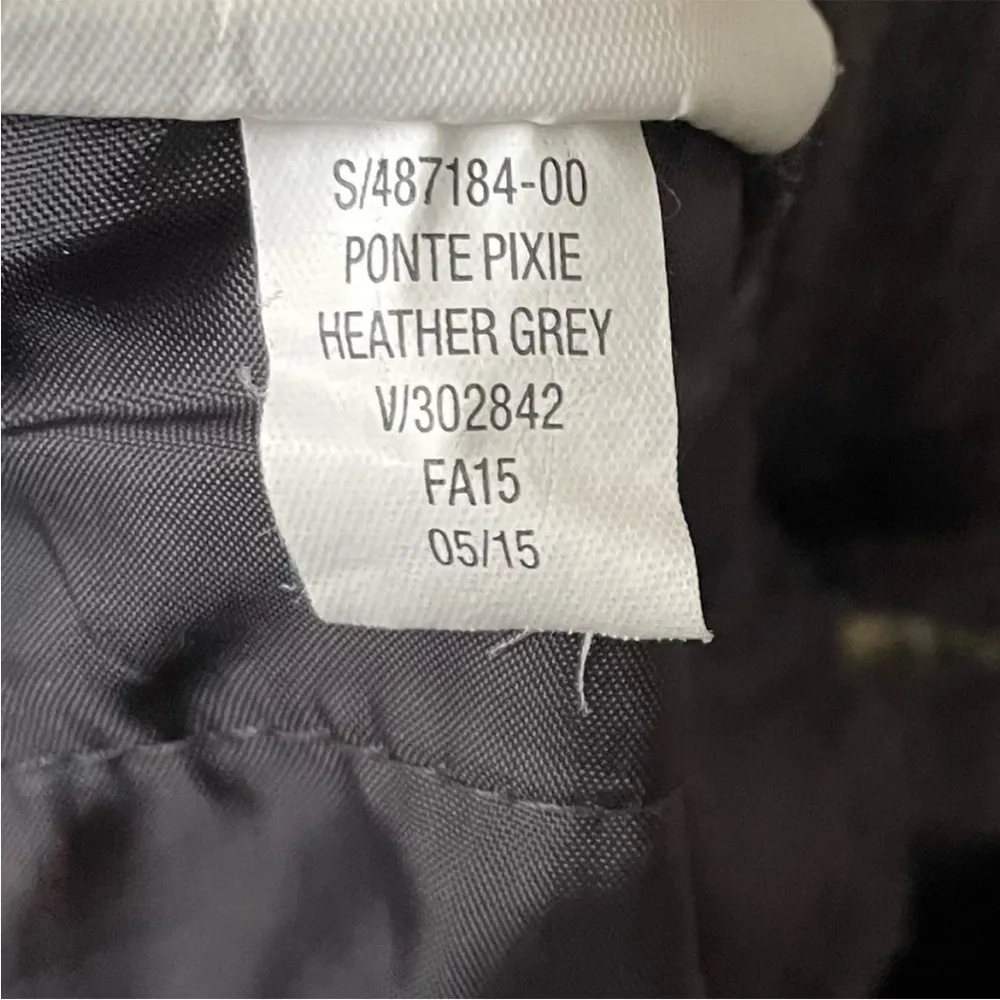 S/487184-00
PONTE PIXIE
HEATHER GREY
V/302842
FA15
05/15